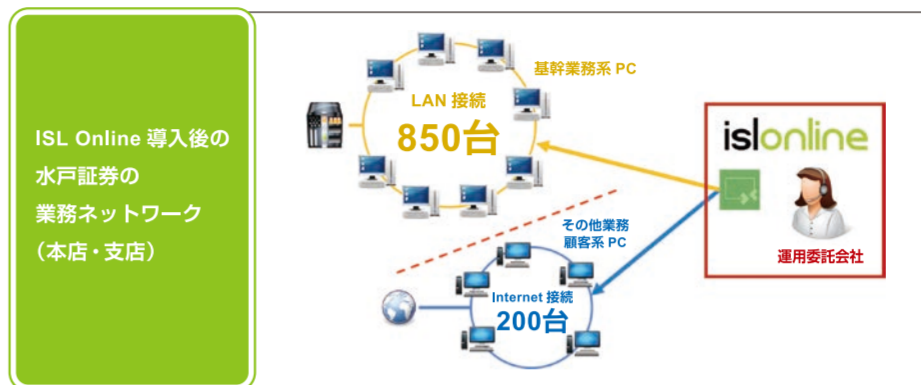 ISL Online 導入後の
水戸証券の
業務ネットワーク
（本店・支店）
基幹業務系 PC
LAN 接続
850台
islonline
運用委託会社
その他業務
顧客系 PC
Internet 接続
200台